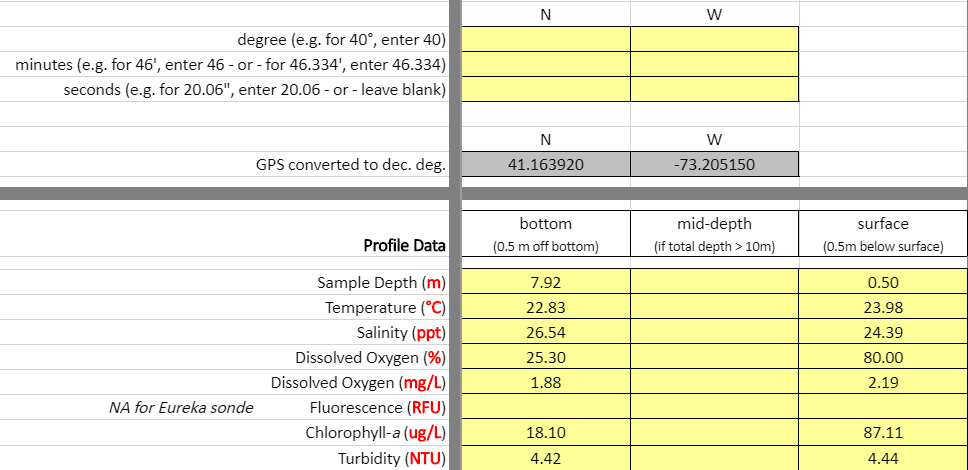 N W
degree (e.g. for 40°, enter 40)
minutes (e.g. for 46', enter 46 - or - for 46.334', enter 46.334)
seconds (e.g. for 20.06", enter 20.06 - or - leave blank)
N W
GPS converted to dec. deg. 41.163920 -73.205150
bottom mid-depth surface
Profile Data (0.5 m off bottom) (if total depth > 10m) (0.5m below surface)
Sample Depth (m) 7.92 0.50
Temperature (°C) 22.83 23.98
Salinity (ppt) 26.54 24.39
Dissolved Oxygen (%) 25.30 80.00
Dissolved Oxygen (mg/L) 1.88 2.19
NA for Eureka sonde Fluorescence (RFU)
Chlorophyll-a (ug/L) 18.10 87.11
Turbidity (NTU) 4.42 4.44